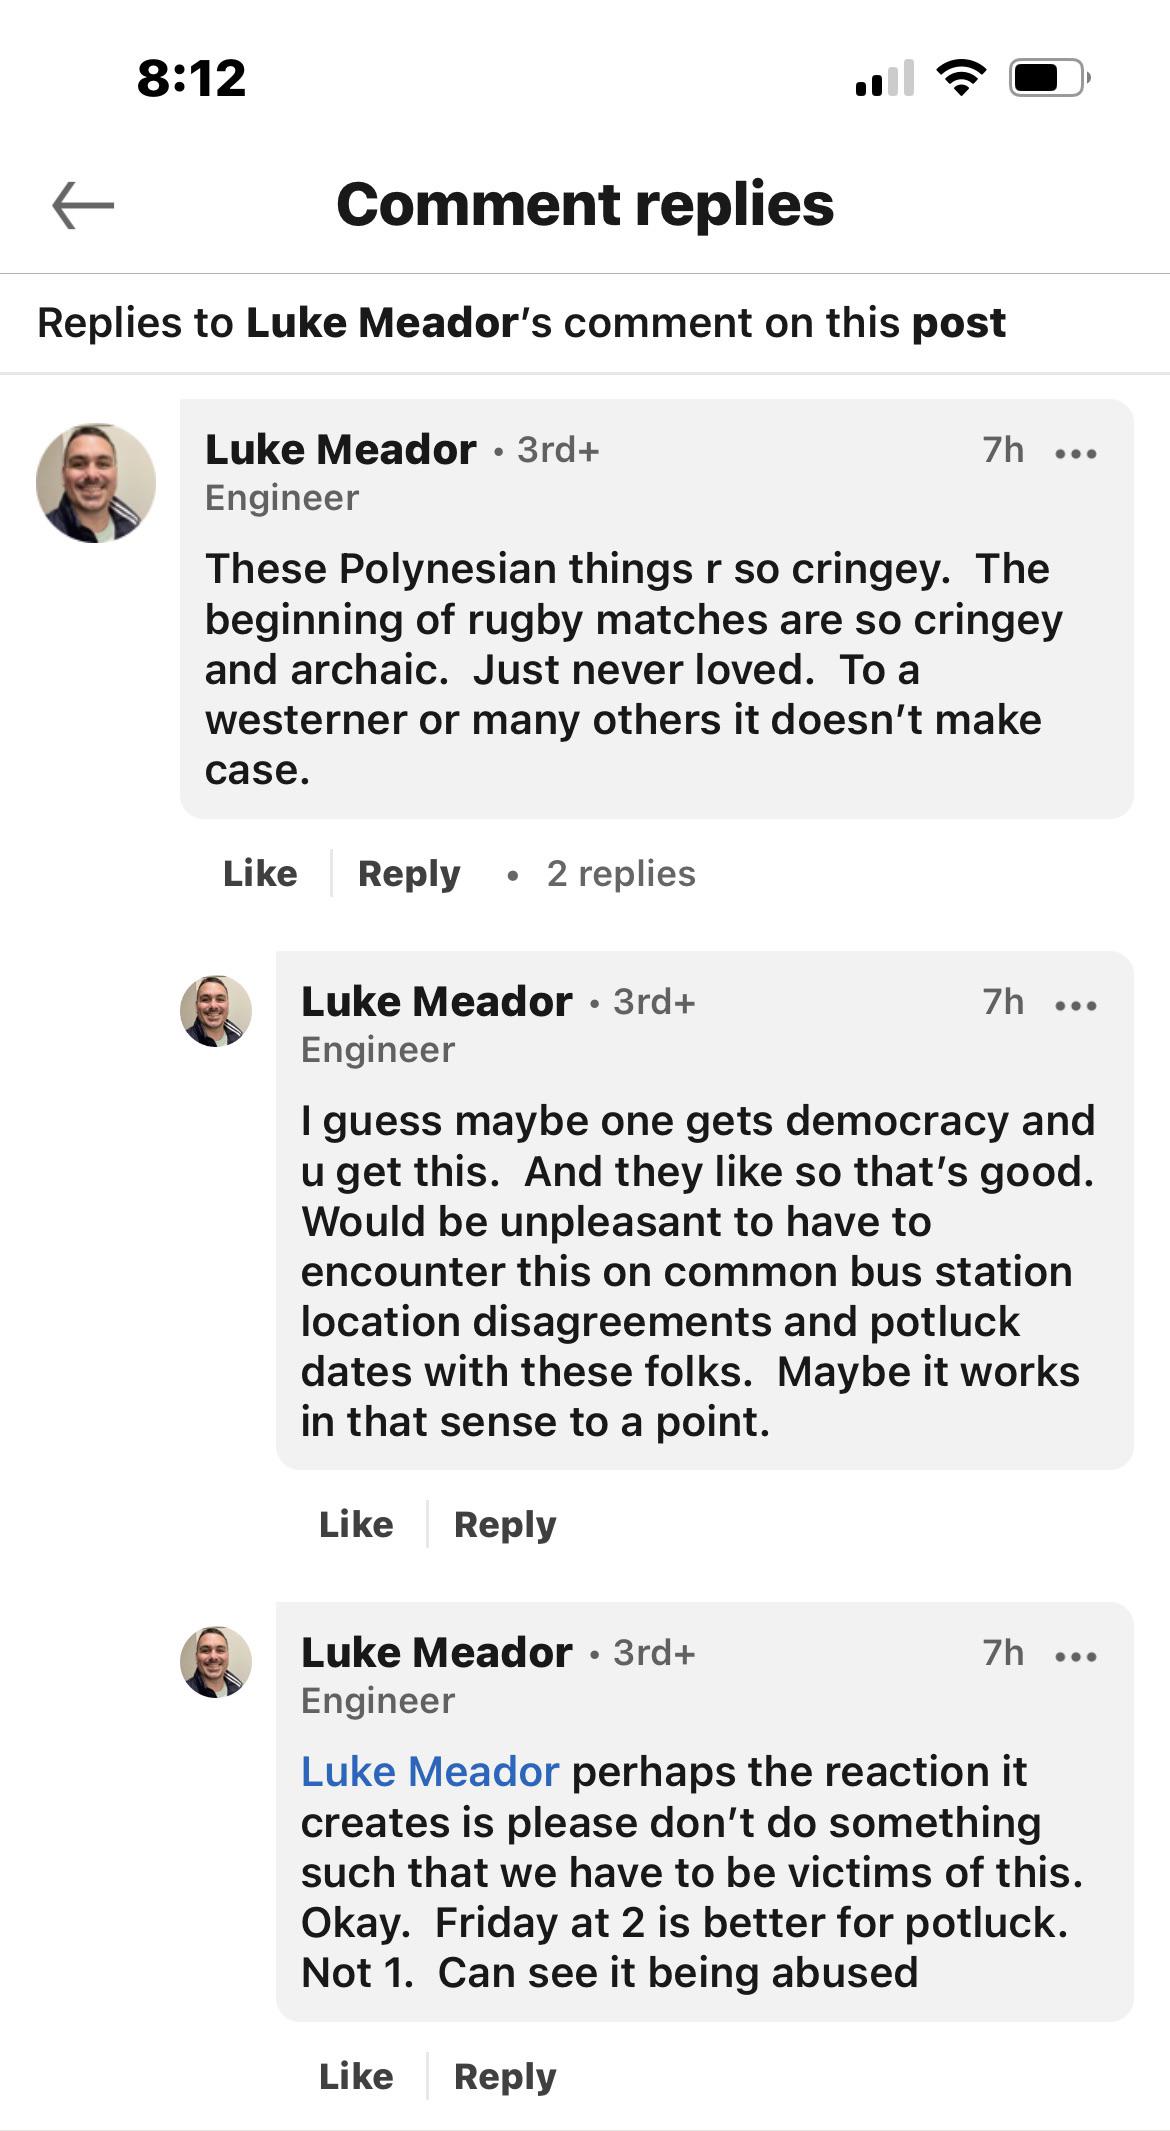 8:12
Comment replies
Replies to Luke Meador’s comment on this post
Luke Meador • 3rd+ 7h
Engineer
These Polynesian things r so cringey.  The
beginning of rugby matches are so cringey
and archaic.  Just never loved.  To a
westerner or many others it doesn’t make
case.
Like Reply • 2 replies
Luke Meador • 3rd+ 7h
Engineer
I guess maybe one gets democracy and
u get this.  And they like so that’s good.
Would be unpleasant to have to
encounter this on common bus station
location disagreements and potluck
dates with these folks.  Maybe it works
in that sense to a point.
Like Reply
Luke Meador • 3rd+ 7h
Engineer
Luke Meador perhaps the reaction it
creates is please don’t do something
such that we have to be victims of this.
Okay.  Friday at 2 is better for potluck.
Not 1.  Can see it being abused
Like Reply